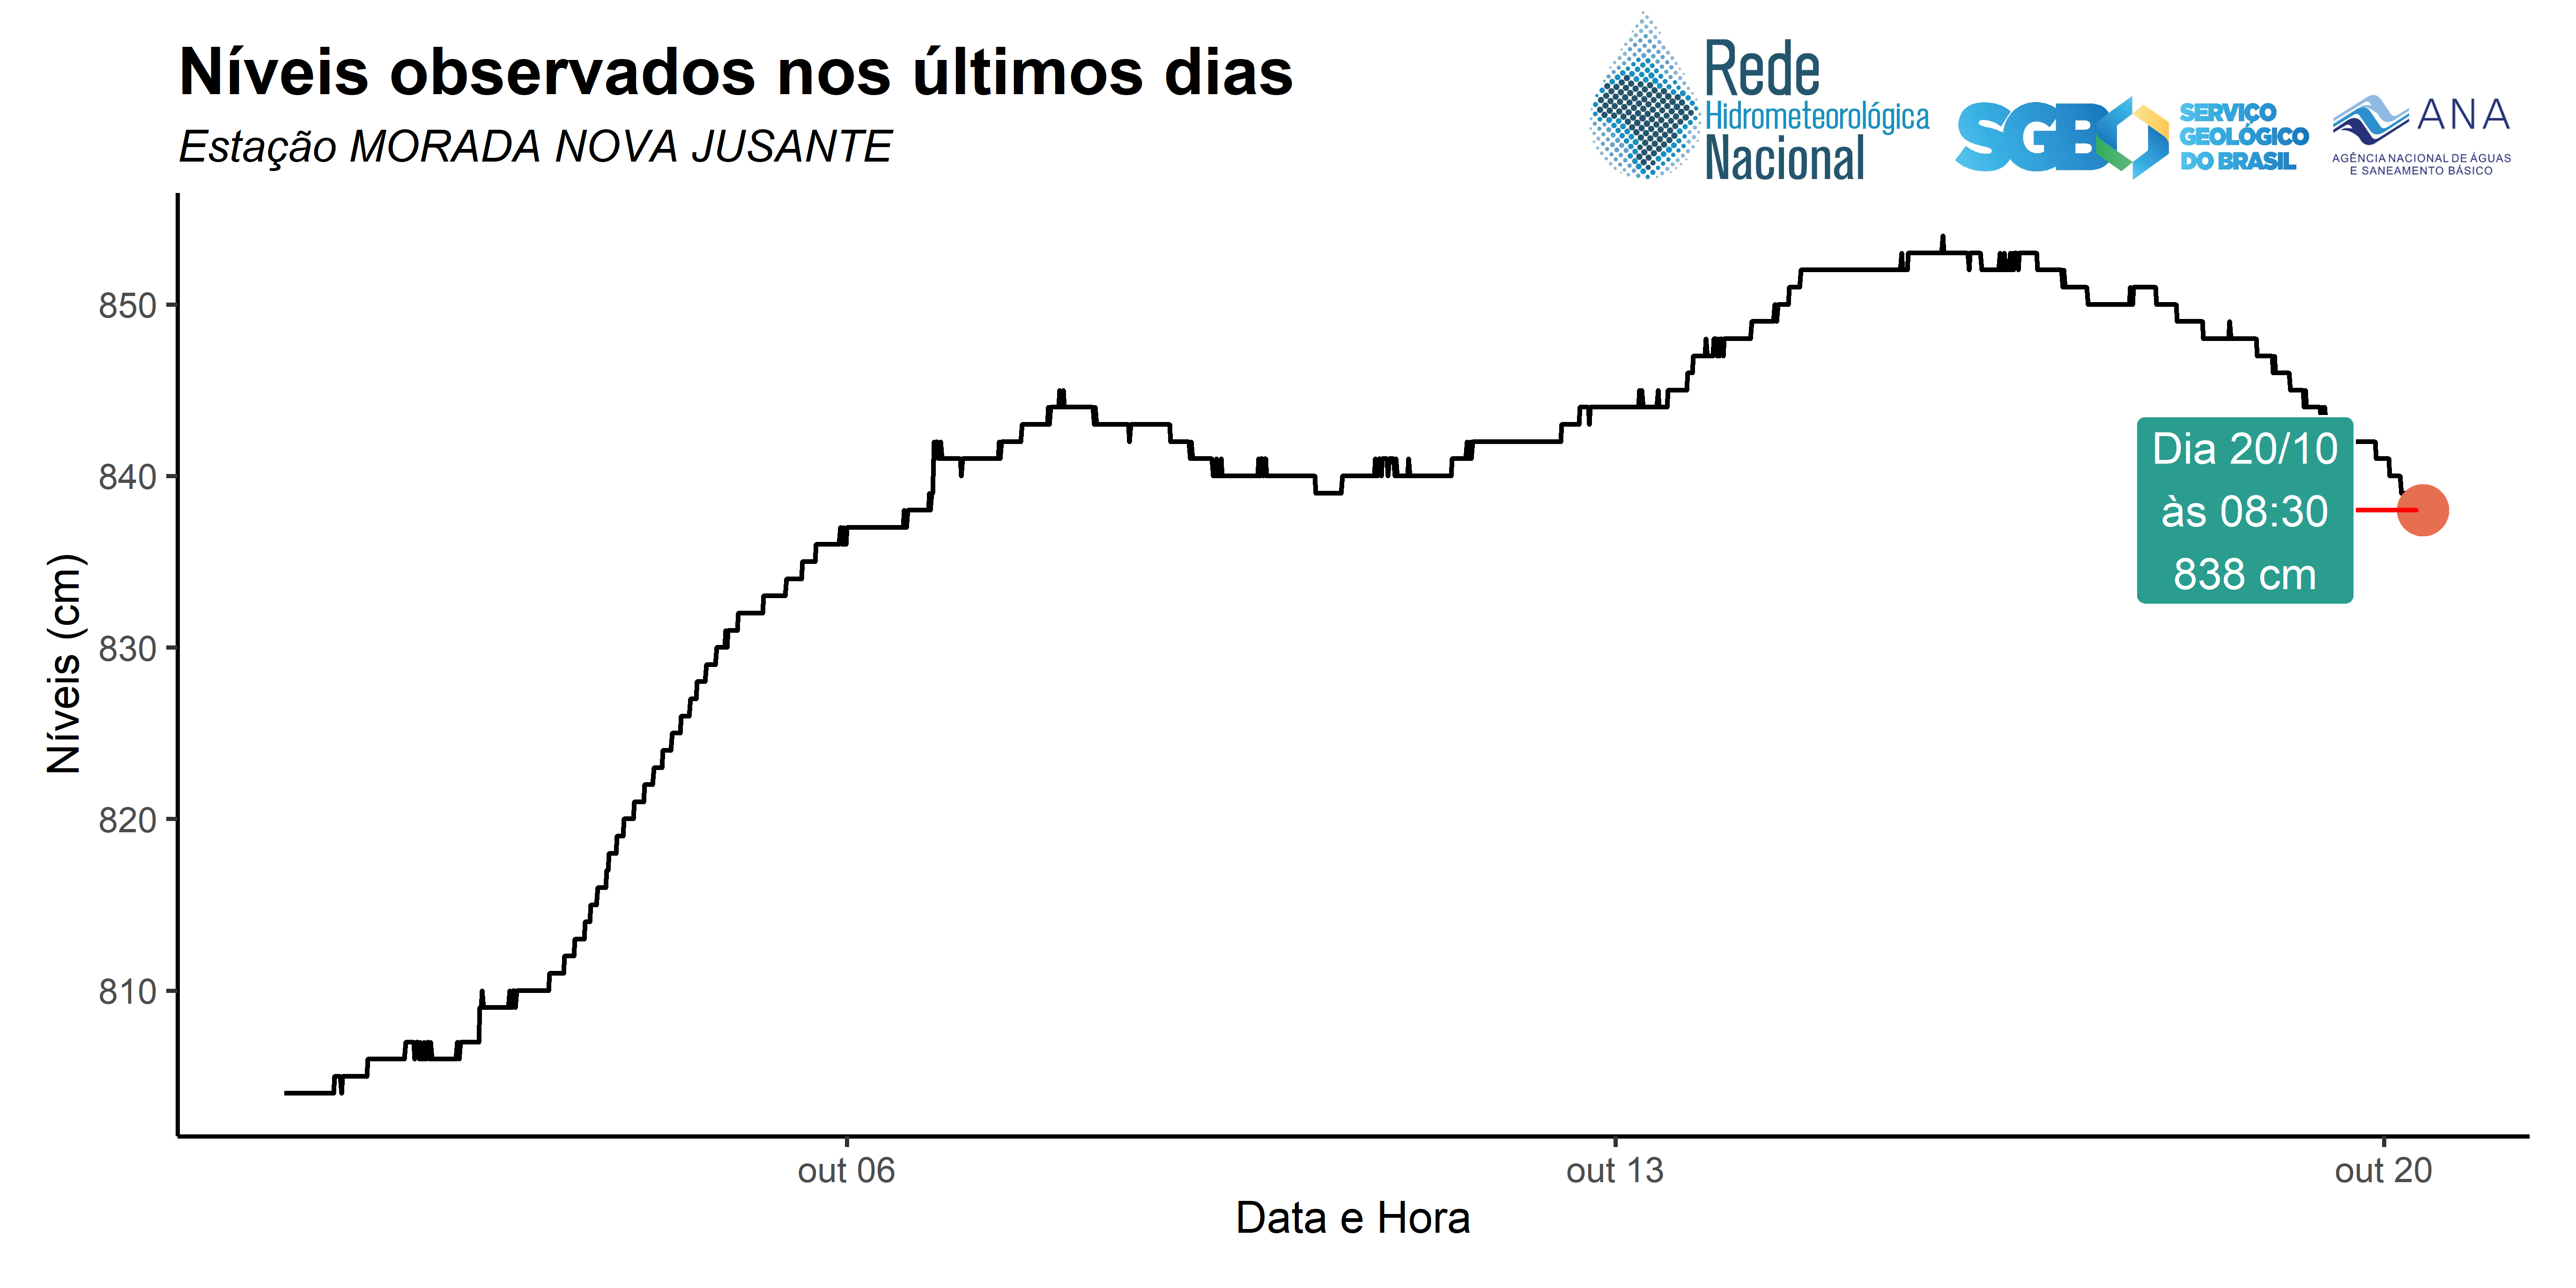 Níveis observados nos últimos dias
Estação MORADA NOVA JUSANTE
Rede
Hidrometeorológica
Nacional
SGB
SERVIÇO
GEOLÓGICO
DO BRASIL
ANA
AGÊNCIA NACIONAL DE ÁGUAS
E SANEAMENTO BÁSICO
Níveis (cm)
850
840
830
820
810
Dia 20/10
às 08:30
838 cm
out 06
out 13
out 20
Data e Hora